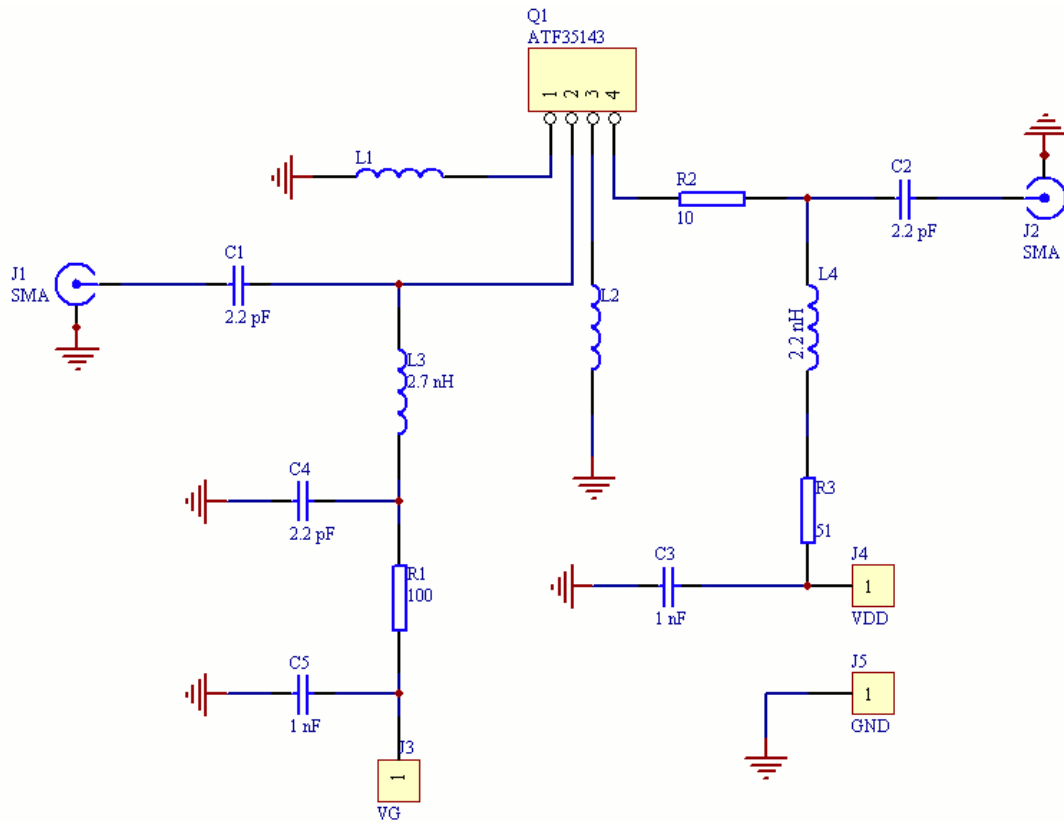 Q1
ATF35143
1
2
3
4
L1
R2
10
C2
2.2 pF
J2
SMA
J1
SMA
C1
2.2 pF
L2
L4
2.2 nH
L3
2.7 nH
C4
2.2 pF
R3
51
R1
100
C3
1 nF
J4
1
VDD
C5
1 nF
J5
1
GND
J3
1
VG